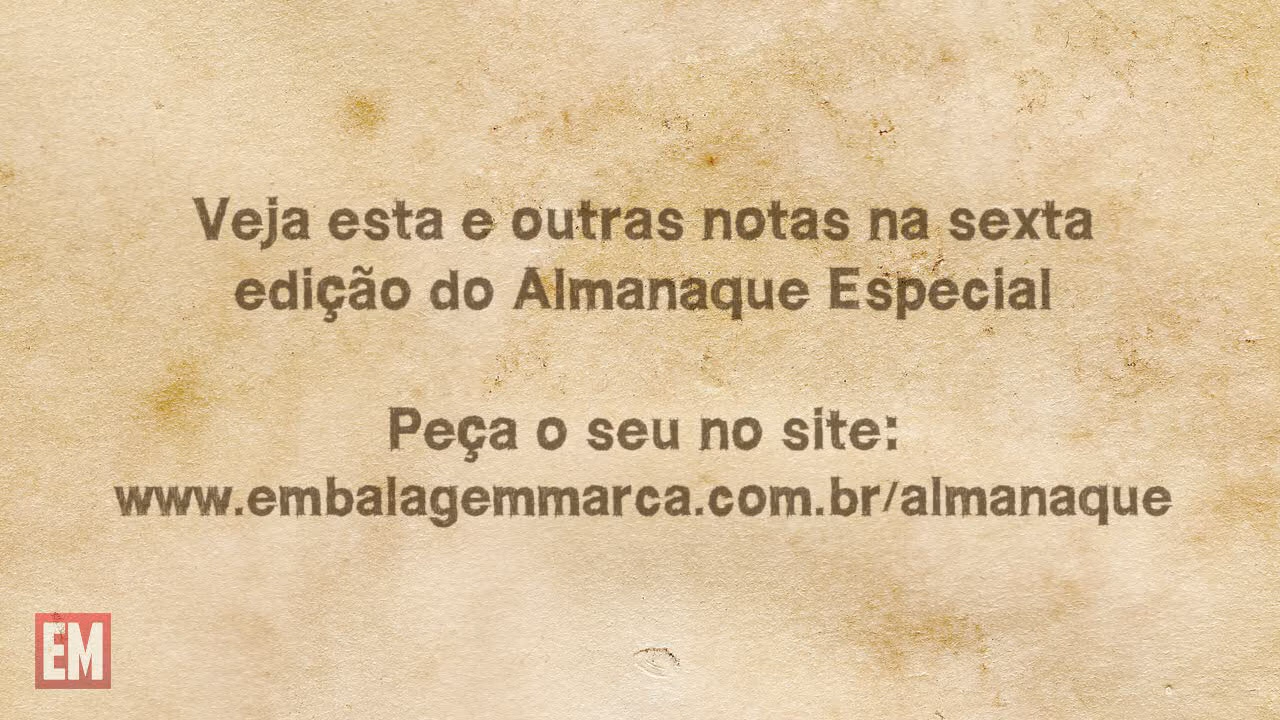 Veja esta e outras notas na sexta
edição do Almanaque Especial
Peça o seu no site:
www.embalagemmarca.com.br/almanaque
EM